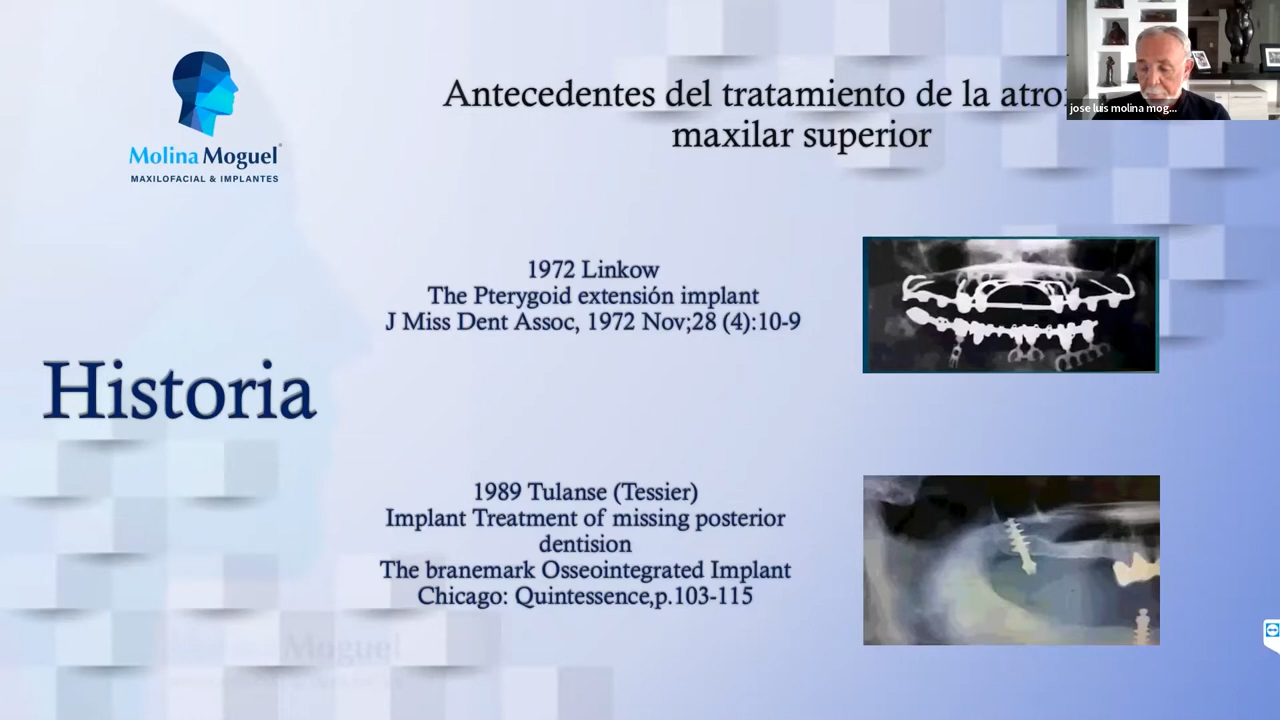 Antecedentes del tratamiento de la atro
maxilar superior
jose luis molina mog...
Molina Moguel
MAXILOFACIAL & IMPLANTES
1972 Linkow
The Pterygoid extensión implant
J Miss Dent Assoc, 1972 Nov;28 (4):10-9
Historia
1989 Tulanse (Tessier)
Implant Treatment of missing posterior
dentision
The branemark Osseointegrated Implant
Chicago: Quintessence,p.103-115
Moguel